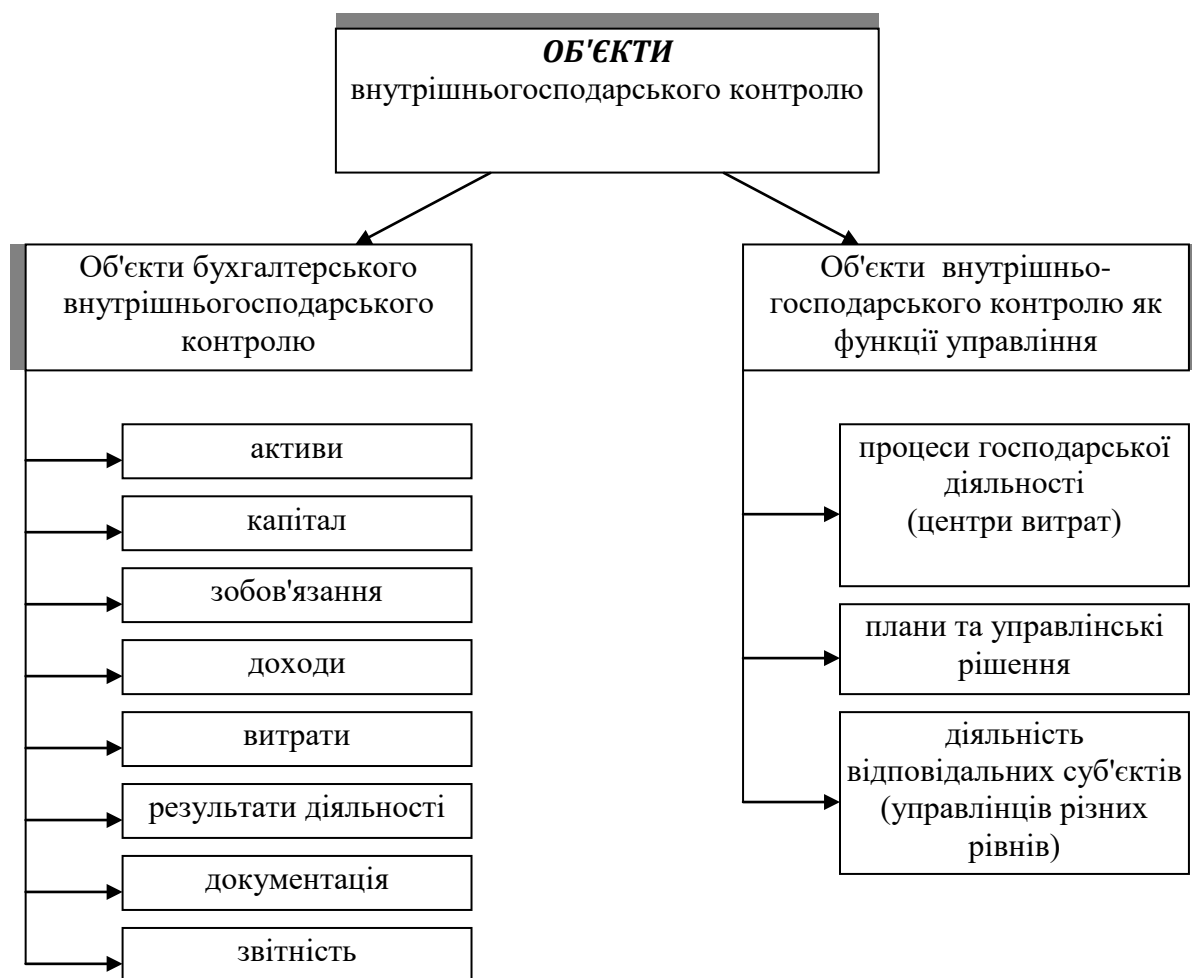 ОБ'ЄКТИ
внутрішньогосподарського контролю
Об'єкти бухгалтерського
внутрішньогосподарського
контролю
активи
капітал
зобов'язання
доходи
витрати
результати діяльності
документація
звітність
Об'єкти внутрішньо-
господарського контролю як
функції управління
процеси господарської
діяльності
(центри витрат)
плани та управлінські
рішення
діяльність
відповідальних суб'єктів
(управлінців різних
рівнів)